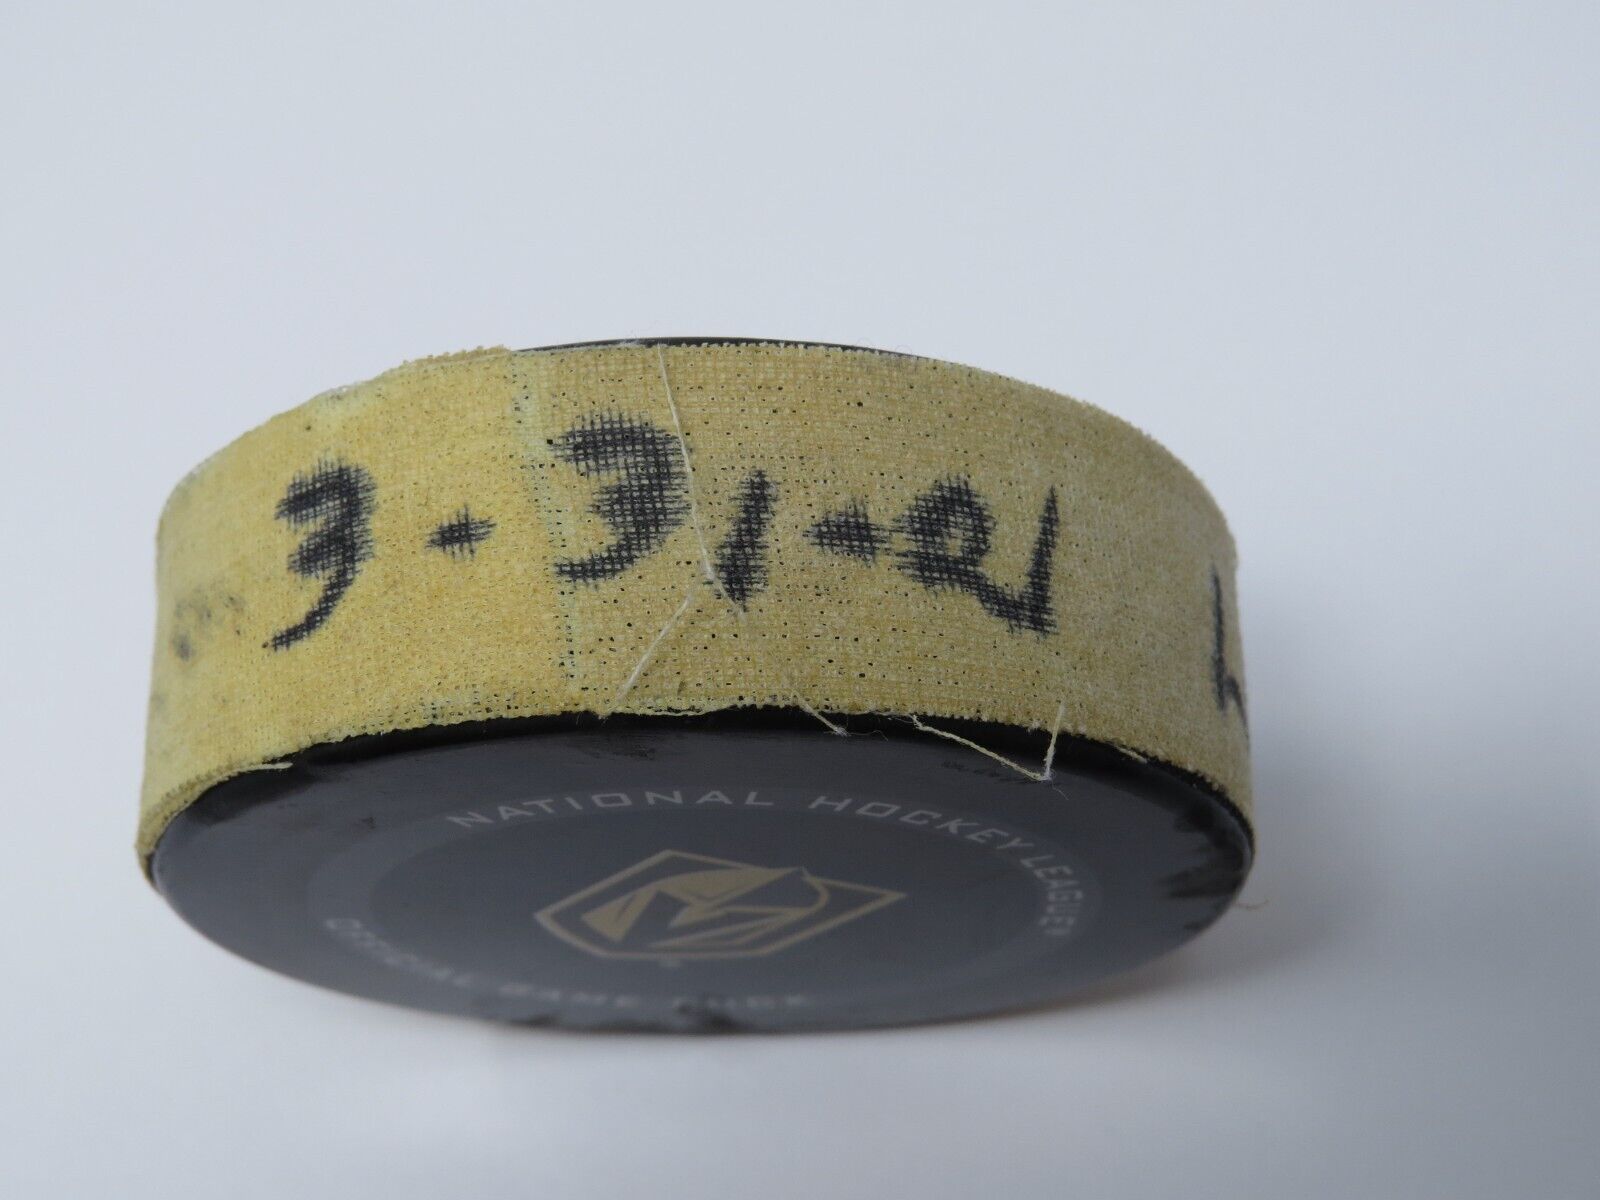 3-31-21
NATIONAL HOCKEY LEAGUE
OFFICIAL GAME PUCK